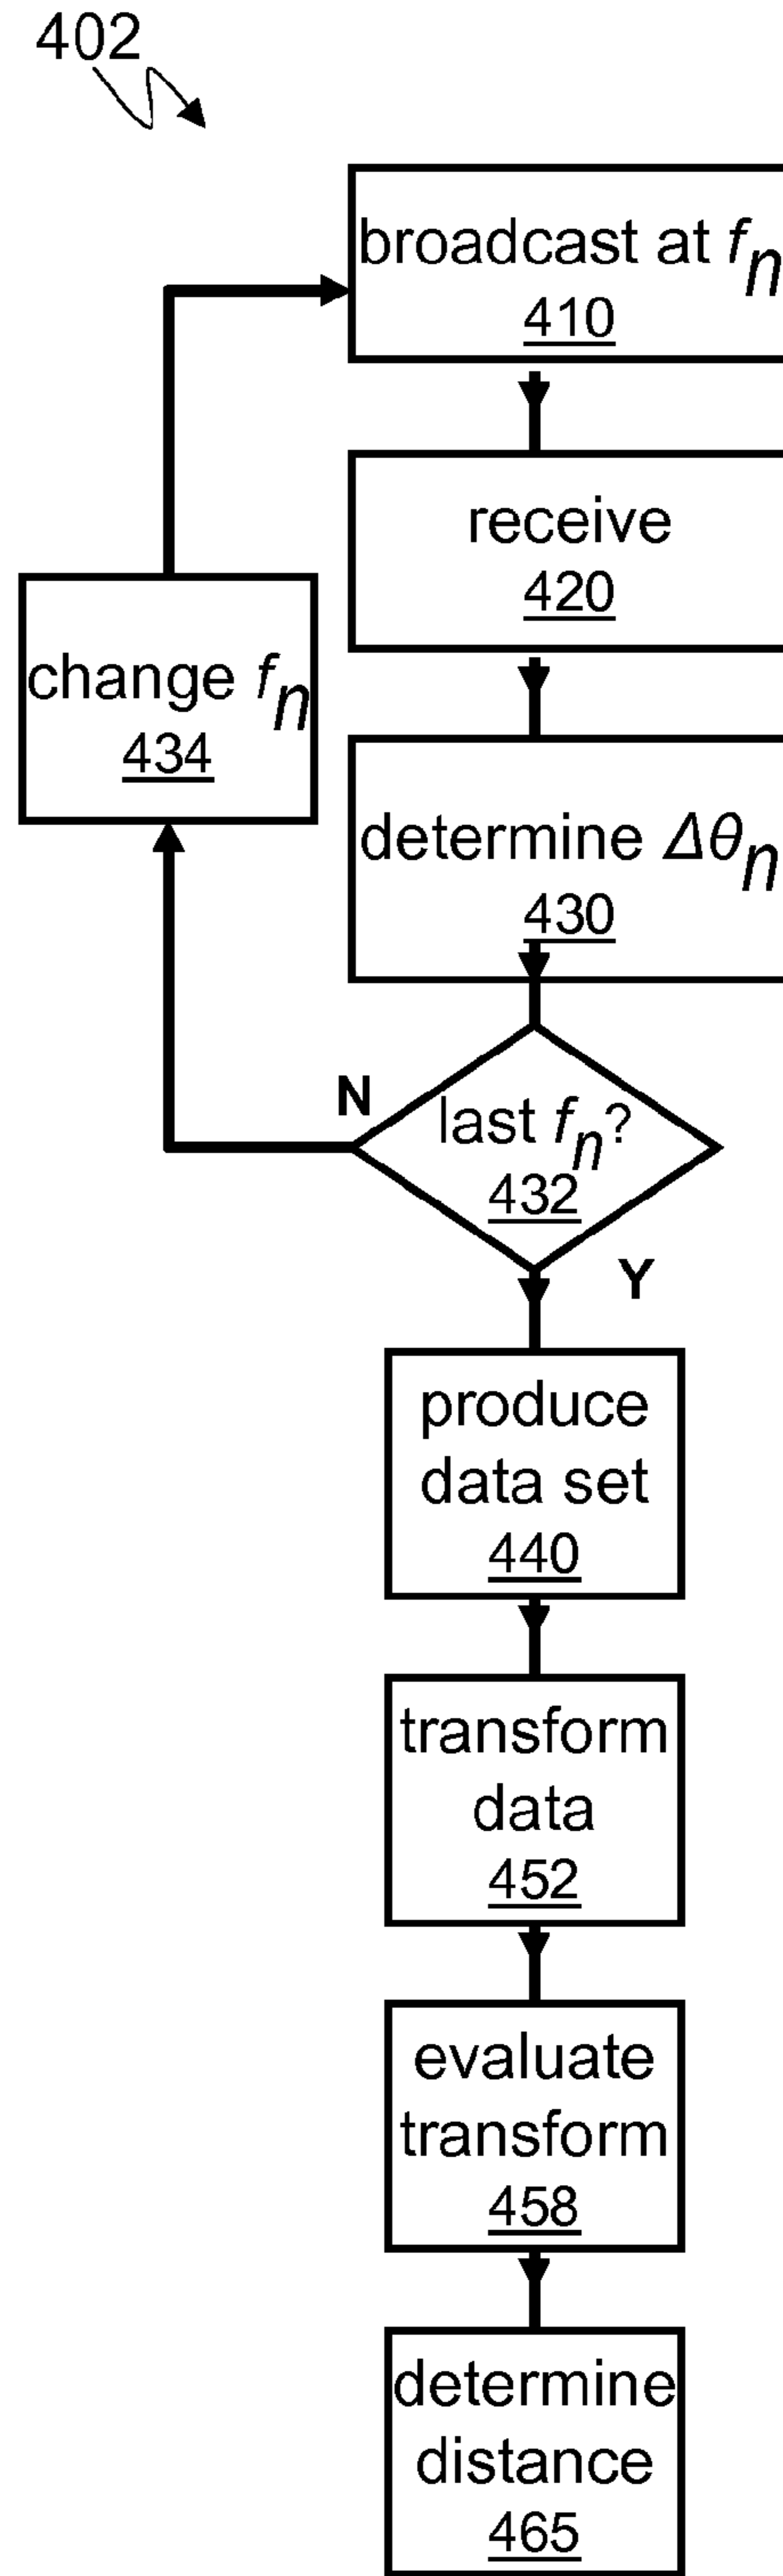 402
broadcast at fn
410
receive
420
change fn
434
determine Δθn
430
N
last fn?
432
Y
produce
data set
440
transform
data
452
evaluate
transform
458
determine
distance
465